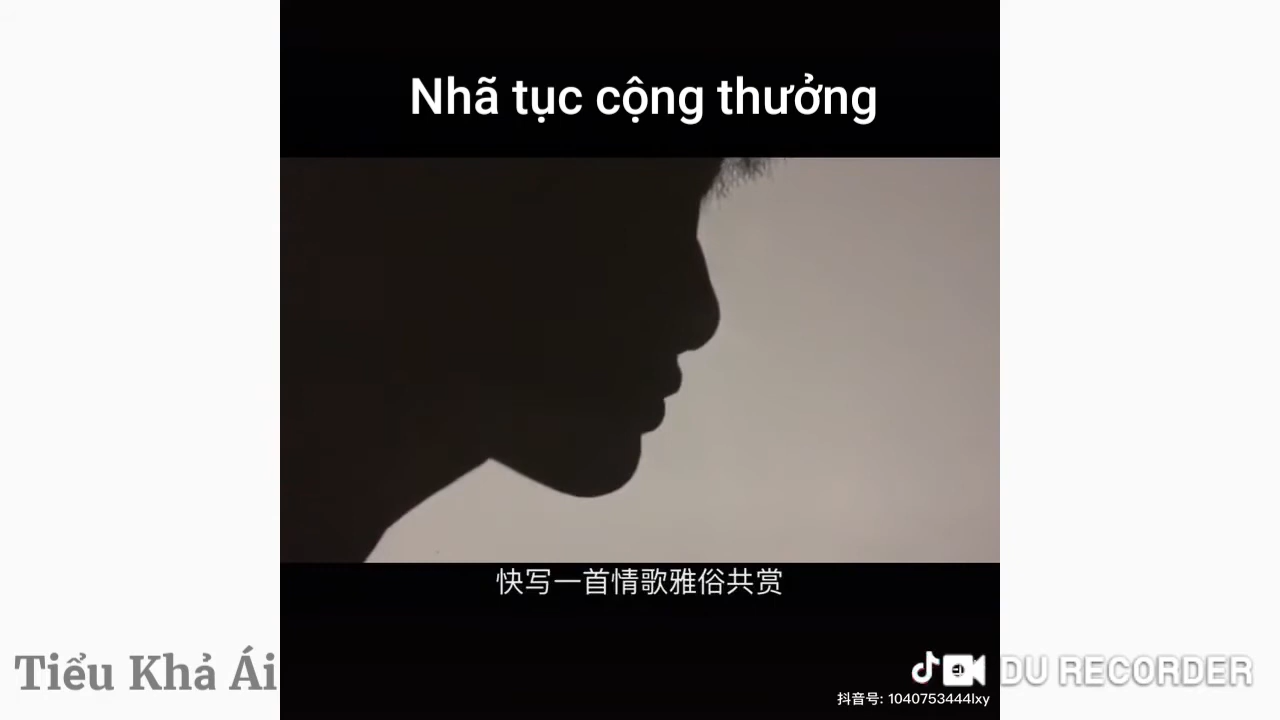 Nhã tục cộng thưởng
快写一首情歌雅俗共赏
Tiểu Khả Ái
DU RECORDER
抖音号: 1040753444lxy